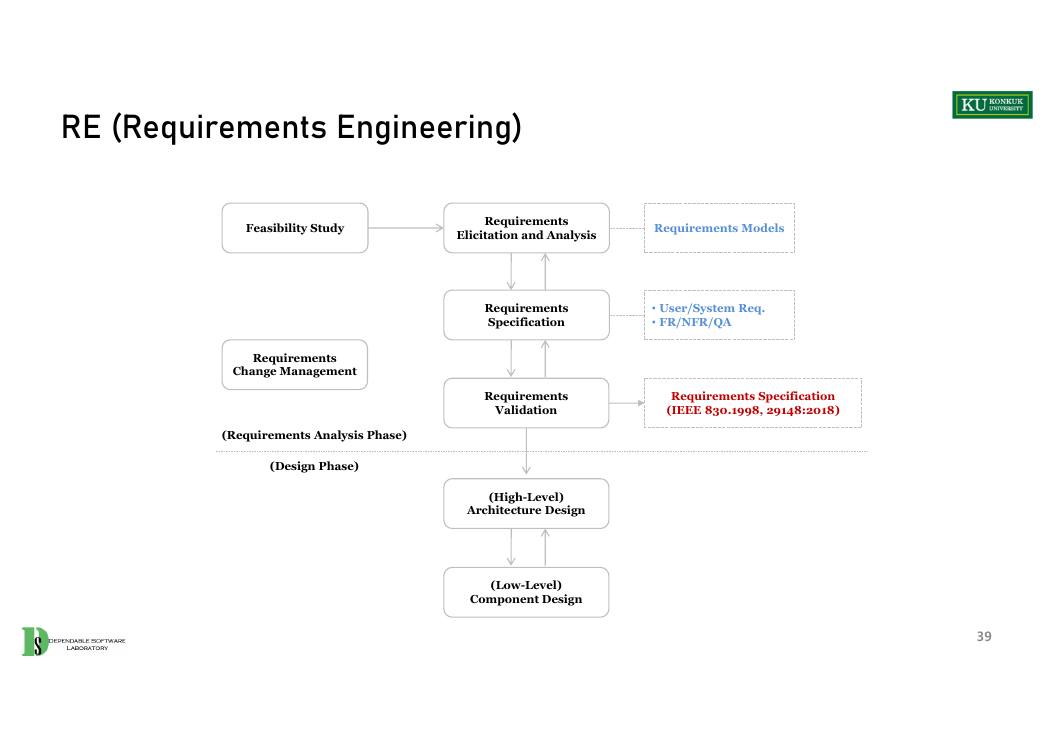 KU KONKUK
UNIVERSITY
RE (Requirements Engineering)
Feasibility Study
Requirements
Elicitation and Analysis
Requirements Models
Requirements
Specification
• User/System Req.
• FR/NFR/QA
Requirements
Change Management
Requirements
Validation
Requirements Specification
(IEEE 830.1998, 29148:2018)
(Requirements Analysis Phase)
(Design Phase)
(High-Level)
Architecture Design
(Low-Level)
Component Design
DS DEPENDABLE SOFTWARE
LABORATORY
39